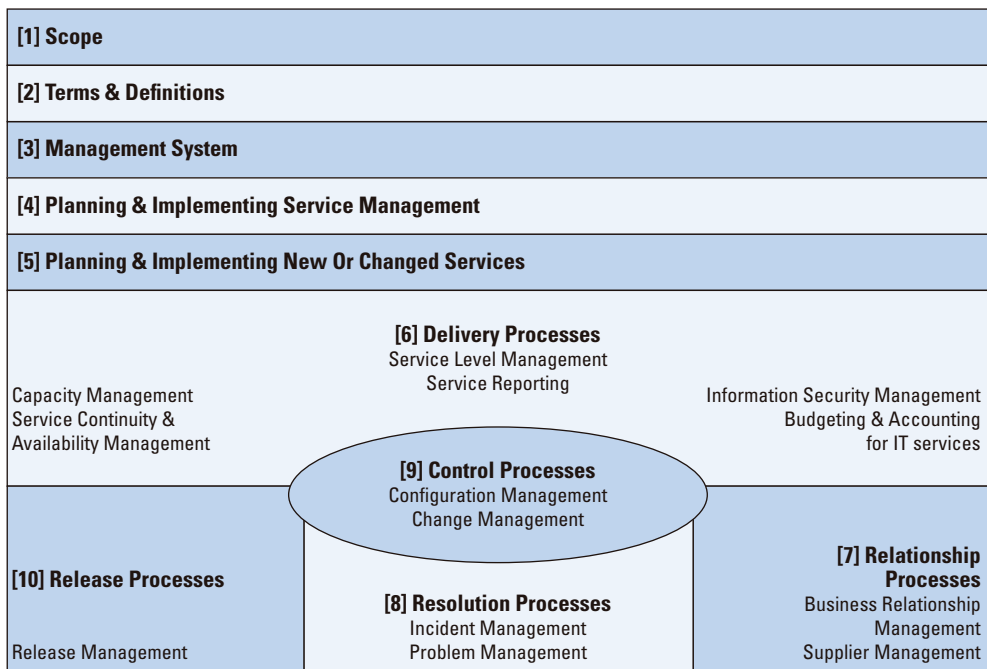 [1] Scope
[2] Terms & Definitions
[3] Management System
[4] Planning & Implementing Service Management
[5] Planning & Implementing New Or Changed Services
[6] Delivery Processes
Service Level Management
Service Reporting
Capacity Management
Service Continuity &
Availability Management
Information Security Management
Budgeting & Accounting
for IT services
[9] Control Processes
Configuration Management
Change Management
[10] Release Processes
Release Management
[8] Resolution Processes
Incident Management
Problem Management
[7] Relationship
Processes
Business Relationship
Management
Supplier Management